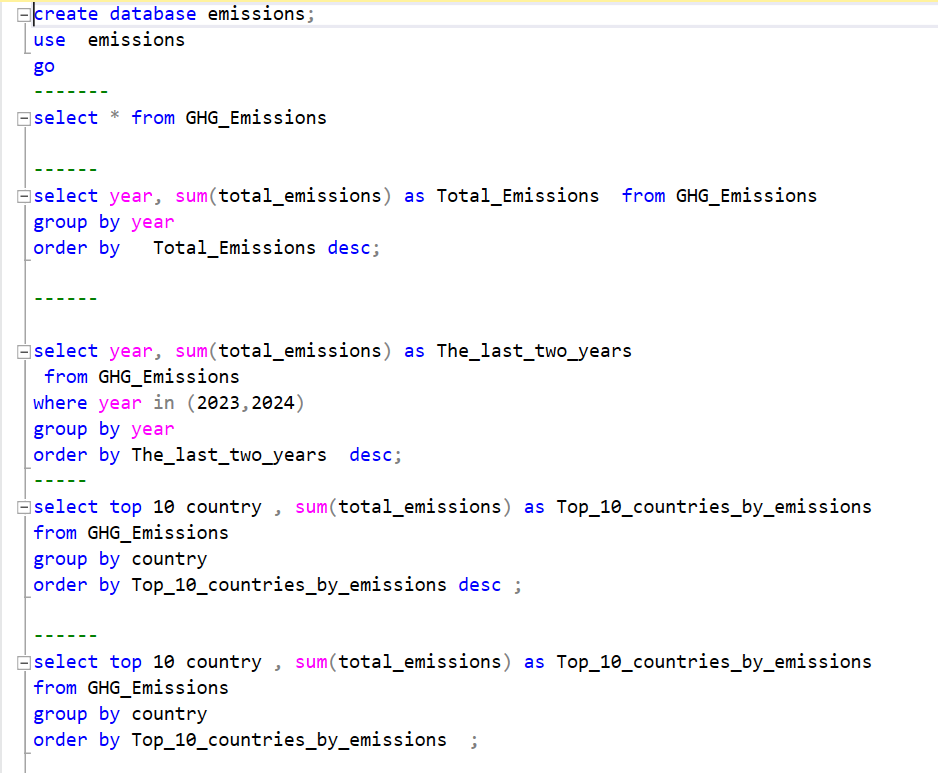 create database emissions;
use  emissions
go
-------
select * from GHG_Emissions
------
select year, sum(total_emissions) as Total_Emissions  from GHG_Emissions
group by year
order by   Total_Emissions desc;
------
select year, sum(total_emissions) as The_last_two_years
 from GHG_Emissions
where year in (2023,2024)
group by year
order by The_last_two_years  desc;
-----
select top 10 country , sum(total_emissions) as Top_10_countries_by_emissions
from GHG_Emissions
group by country
order by Top_10_countries_by_emissions desc ;
------
select top 10 country , sum(total_emissions) as Top_10_countries_by_emissions
from GHG_Emissions
group by country
order by Top_10_countries_by_emissions  ;